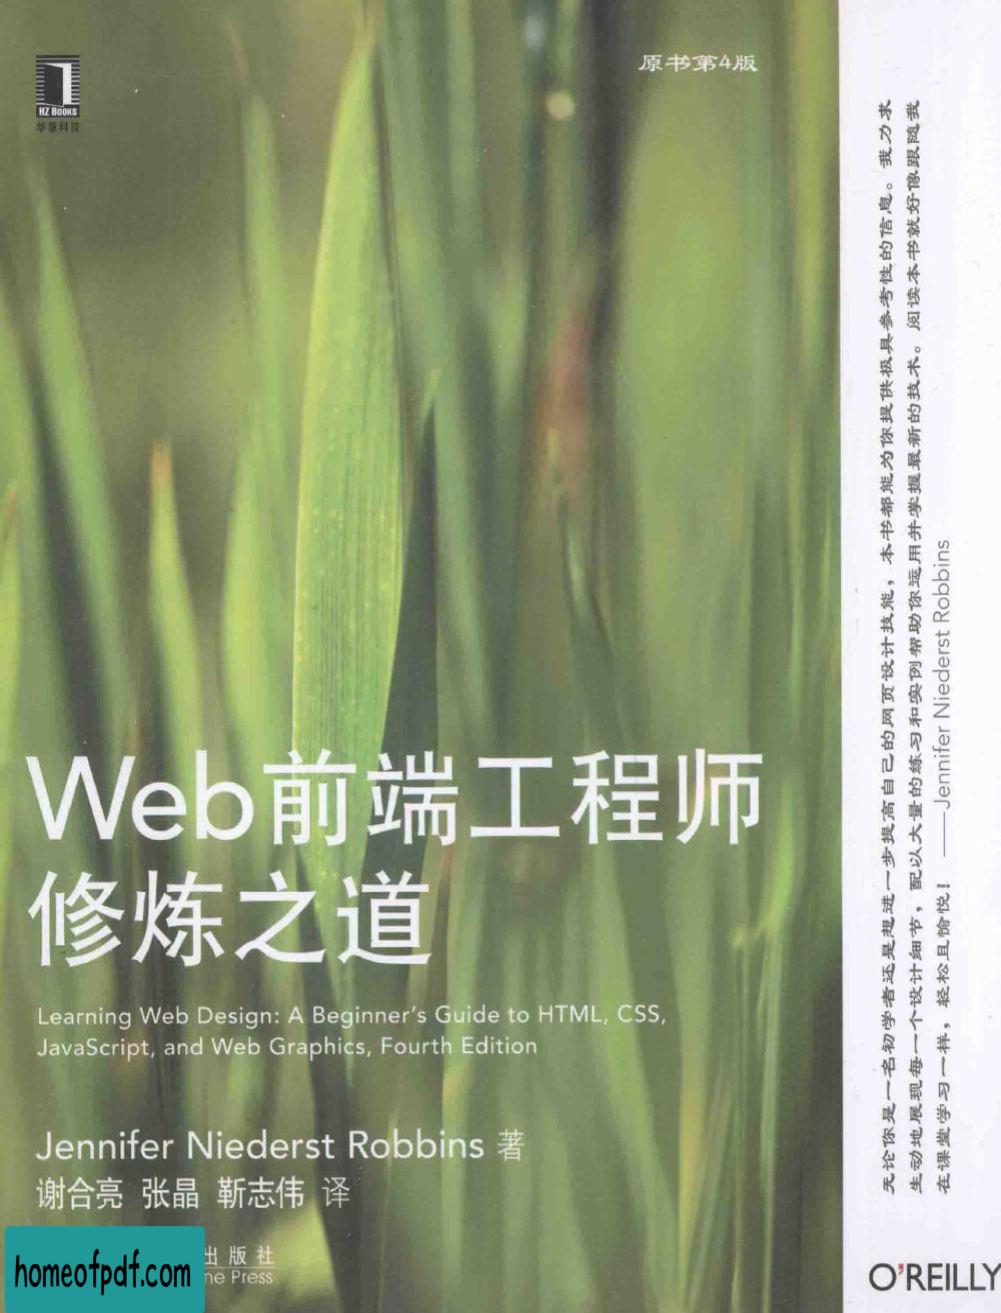 HZ BOOKS
华章科技
原书第4版
Web前端工程师
修炼之道
Learning Web Design: A Beginner's Guide to HTML, CSS,
JavaScript, and Web Graphics, Fourth Edition
Jennifer Niederst Robbins 著
谢合亮 张晶 靳志伟 译
出版社
ne Press
homeofpdf.com
无论你是一名初学者还是想进一步提高自己的网页设计技能，本书都能为你提供极具参考性的信息。我力求
生动地展现每一个设计细节，配以大量的练习和实例帮助你运用并掌握最新的技术。阅读本书就好像跟随我
在课堂学习一样，轻松且愉悦！ ——Jennifer Niederst Robbins
O'REILLY